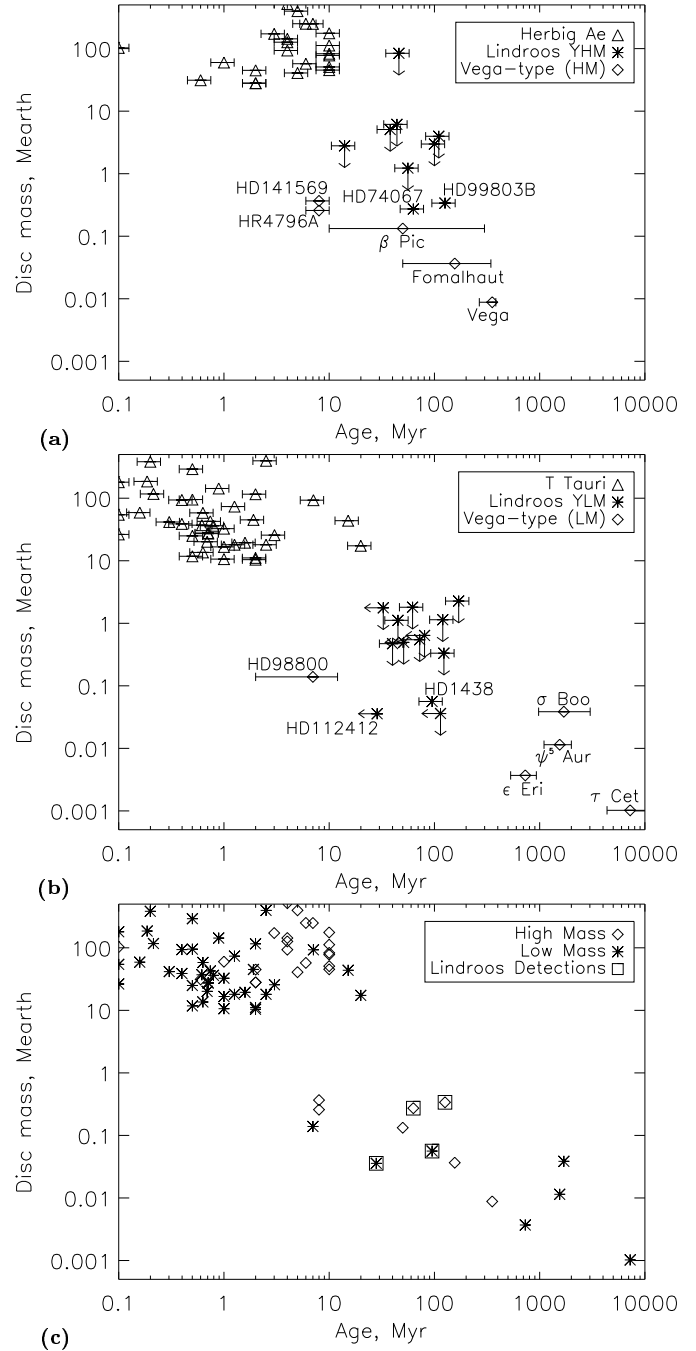 Disc mass, Mearth
100
10
1
0.1
0.01
0.001
Herbig Ae
Lindroos YHM
Vega-type (HM)
HD141569
HR4796A
HD74067
HD99803B
β Pic
Fomalhaut
Vega
0.1 1 10 100 1000 10000
Age, Myr
(a)
Disc mass, Mearth
100
10
1
0.1
0.01
0.001
T Tauri
Lindroos YLM
Vega-type (LM)
HD98800
HD112412
HD1438
σ Boo
ψ⁵ Aur
ϵ Eri
τ Cet
0.1 1 10 100 1000 10000
Age, Myr
(b)
Disc mass, Mearth
100
10
1
0.1
0.01
0.001
High Mass
Low Mass
Lindroos Detections
0.1 1 10 100 1000 10000
Age, Myr
(c)